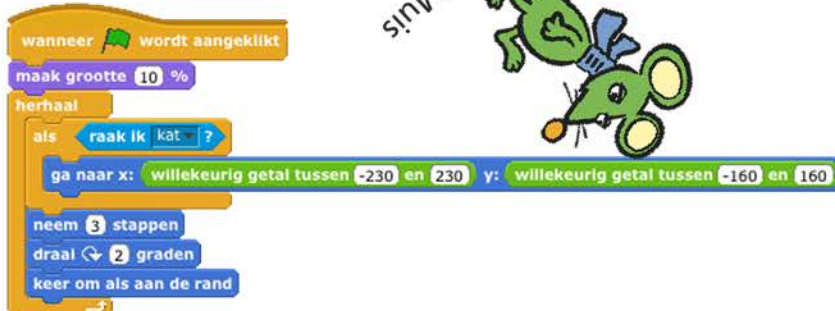 Muis
wanneer wordt aangeklikt
maak grootte 10 %
herhaal
als raak ik kat ?
ga naar x: willekeurig getal tussen -230 en 230 y: willekeurig getal tussen -160 en 160
neem 3 stappen
draai 2 graden
keer om als aan de rand